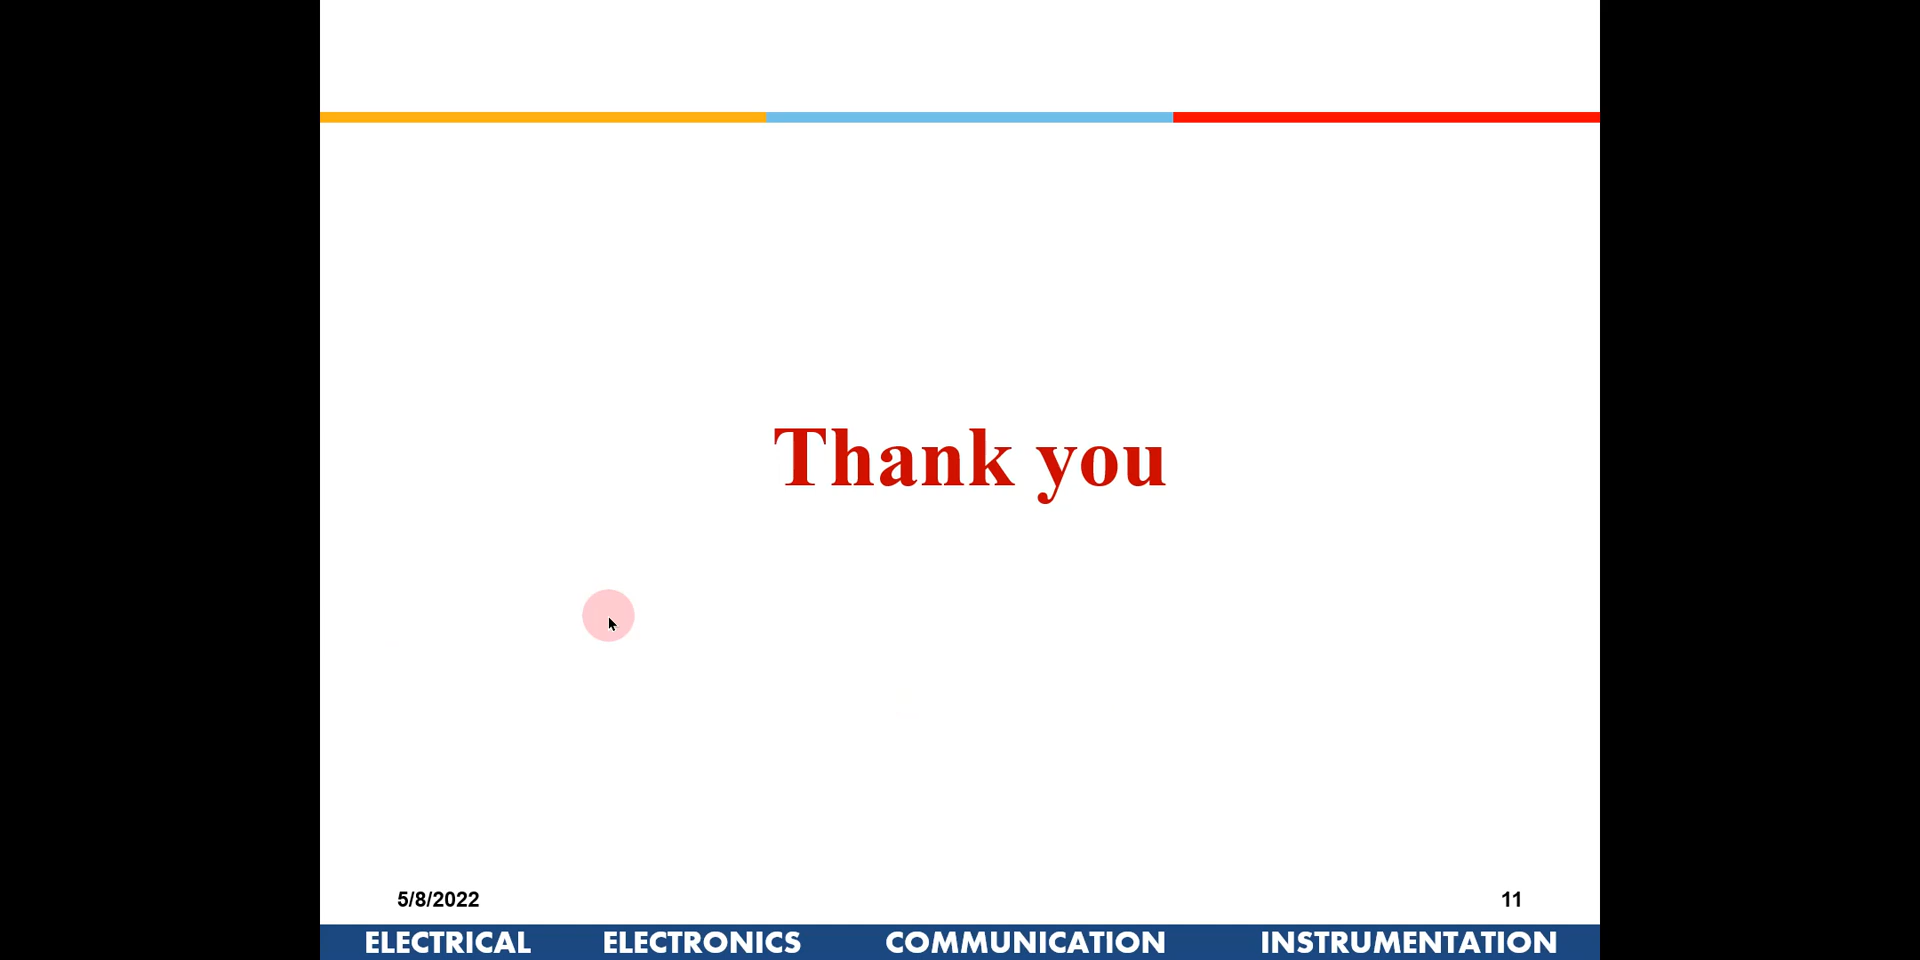 Thank you
5/8/2022 11
ELECTRICAL ELECTRONICS COMMUNICATION INSTRUMENTATION